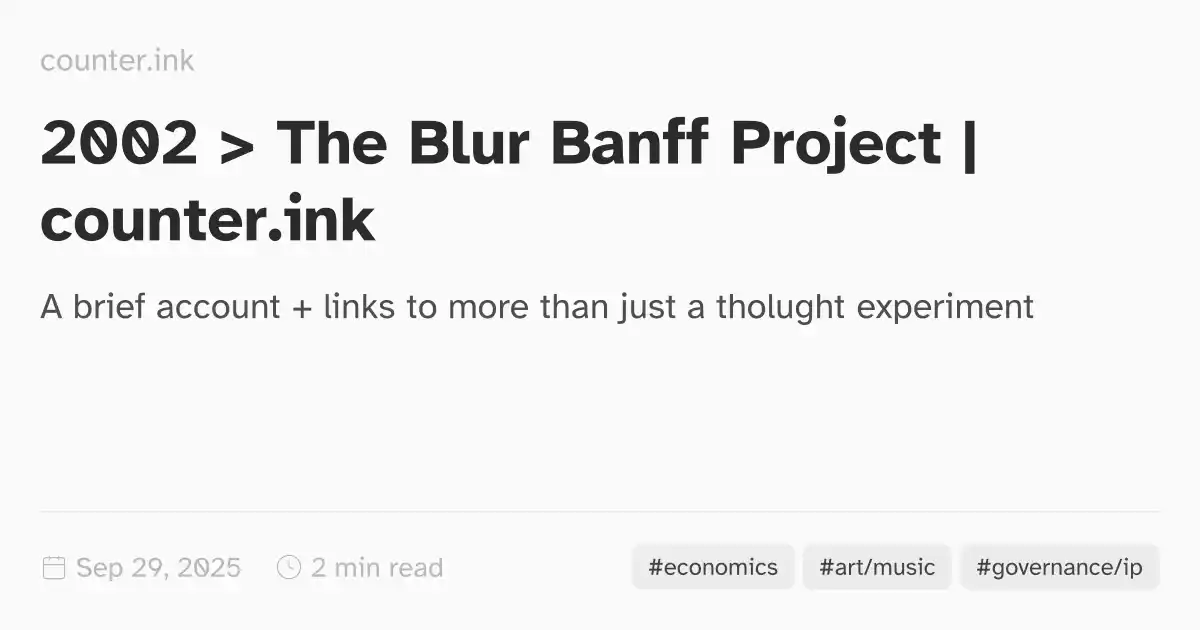 counter.ink
2002 > The Blur Banff Project |
counter.ink
A brief account + links to more than just a tholught experiment
Sep 29, 2025 2 min read #economics #art/music #governance/ip